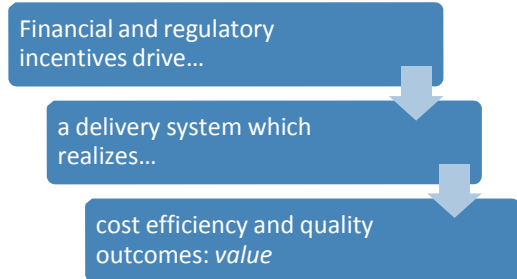 Financial and regulatory
incentives drive…
a delivery system which
realizes…
cost efficiency and quality
outcomes: value